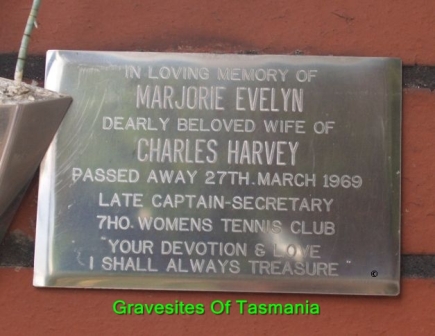 IN LOVING MEMORY OF
MARJORIE EVELYN
DEARLY BELOVED WIFE OF
CHARLES HARVEY
PASSED AWAY 27TH. MARCH 1969
LATE CAPTAIN-SECRETARY
7HO. WOMENS TENNIS CLUB
"YOUR DEVOTION & LOVE
I SHALL ALWAYS TREASURE"
Gravesites Of Tasmania